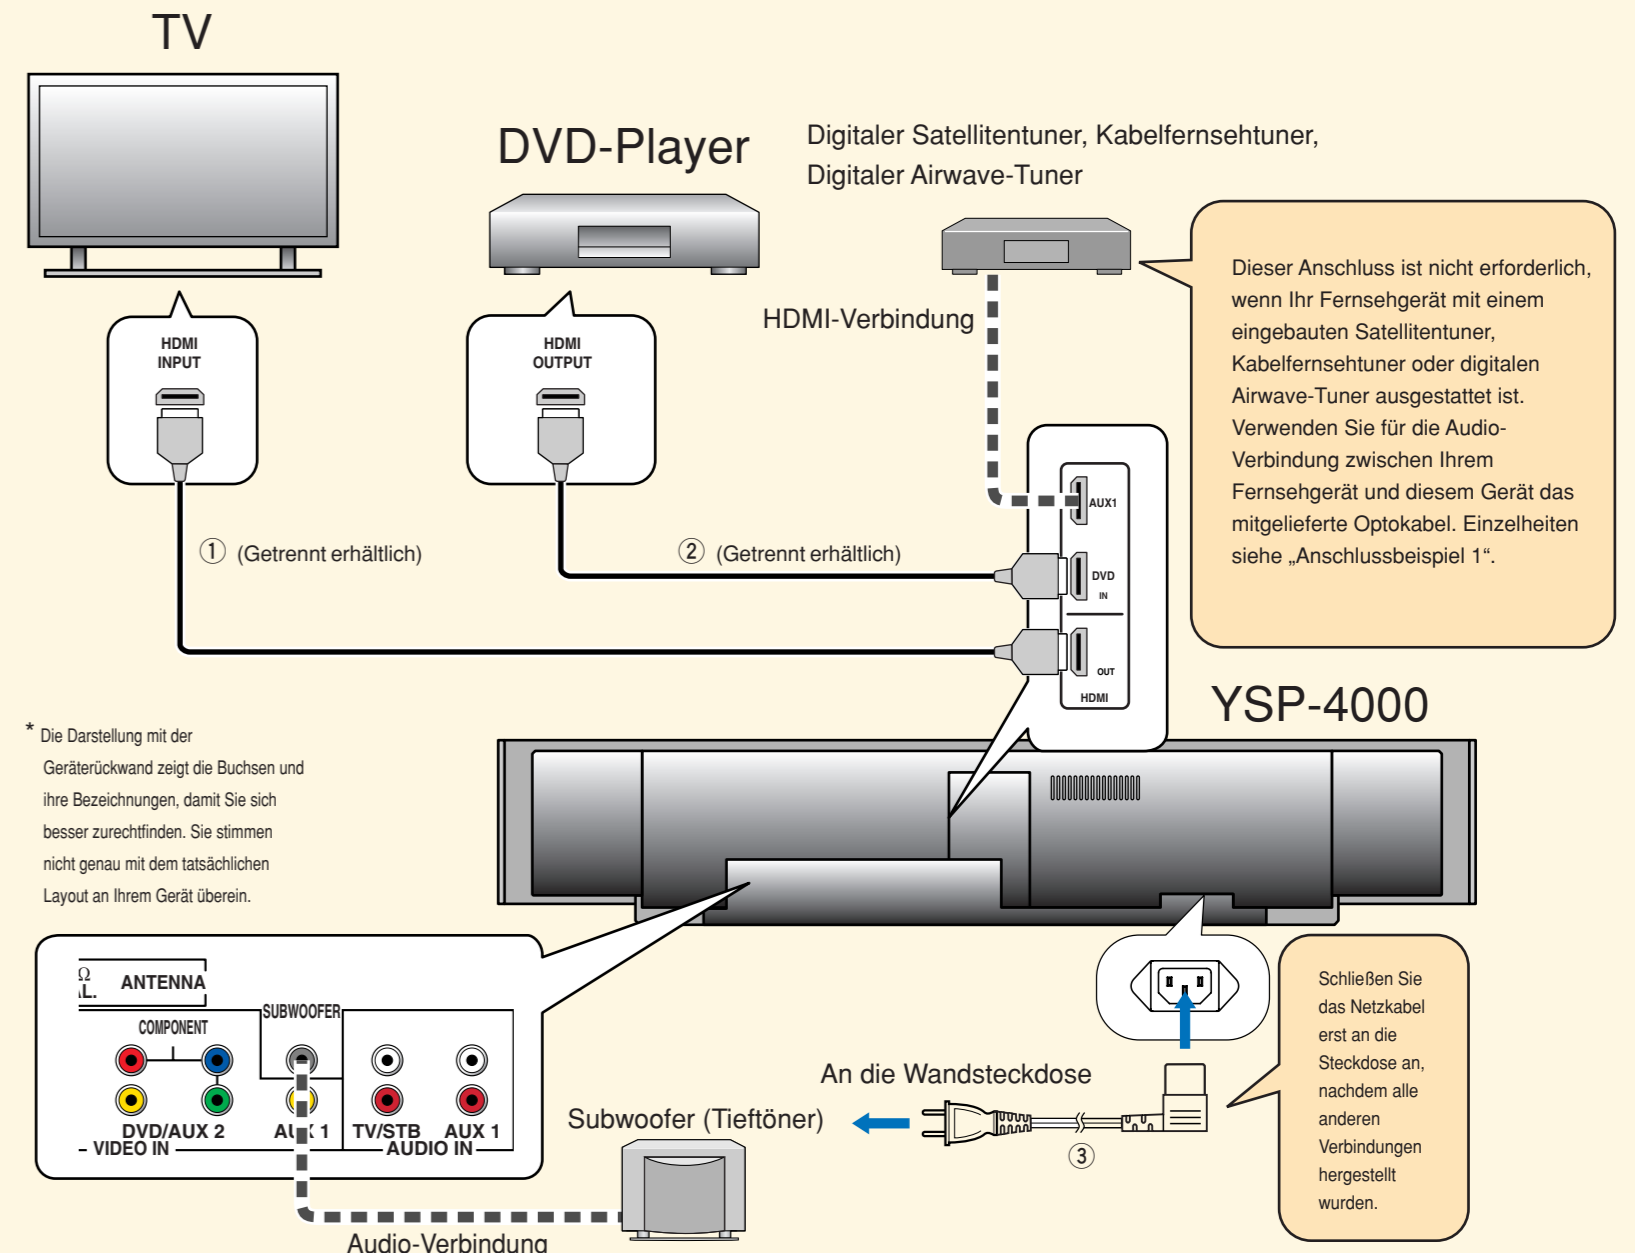 TV
DVD-Player
Digitaler Satellitentuner, Kabelfernsehtuner,
Digitaler Airwave-Tuner
HDMI
INPUT
HDMI
OUTPUT
HDMI-Verbindung
Dieser Anschluss ist nicht erforderlich,
wenn Ihr Fernsehgerät mit einem
eingebauten Satellitentuner,
Kabelfernsehtuner oder digitalen
Airwave-Tuner ausgestattet ist.
Verwenden Sie für die Audio-
Verbindung zwischen Ihrem
Fernsehgerät und diesem Gerät das
mitgelieferte Optokabel. Einzelheiten
siehe „Anschlussbeispiel 1“.
① (Getrennt erhältlich)
② (Getrennt erhältlich)
AUX1
DVD
IN
OUT
HDMI
YSP-4000
* Die Darstellung mit der
Geräterückwand zeigt die Buchsen und
ihre Bezeichnungen, damit Sie sich
besser zurechtfinden. Sie stimmen
nicht genau mit dem tatsächlichen
Layout an Ihrem Gerät überein.
Ω
L.
ANTENNA
COMPONENT
SUBWOOFER
DVD/AUX 2
AUX 1
TV/STB
AUX 1
VIDEO IN
AUDIO IN
Subwoofer (Tieftöner)
Audio-Verbindung
An die Wandsteckdose
③
Schließen Sie
das Netzkabel
erst an die
Steckdose an,
nachdem alle
anderen
Verbindungen
hergestellt
wurden.